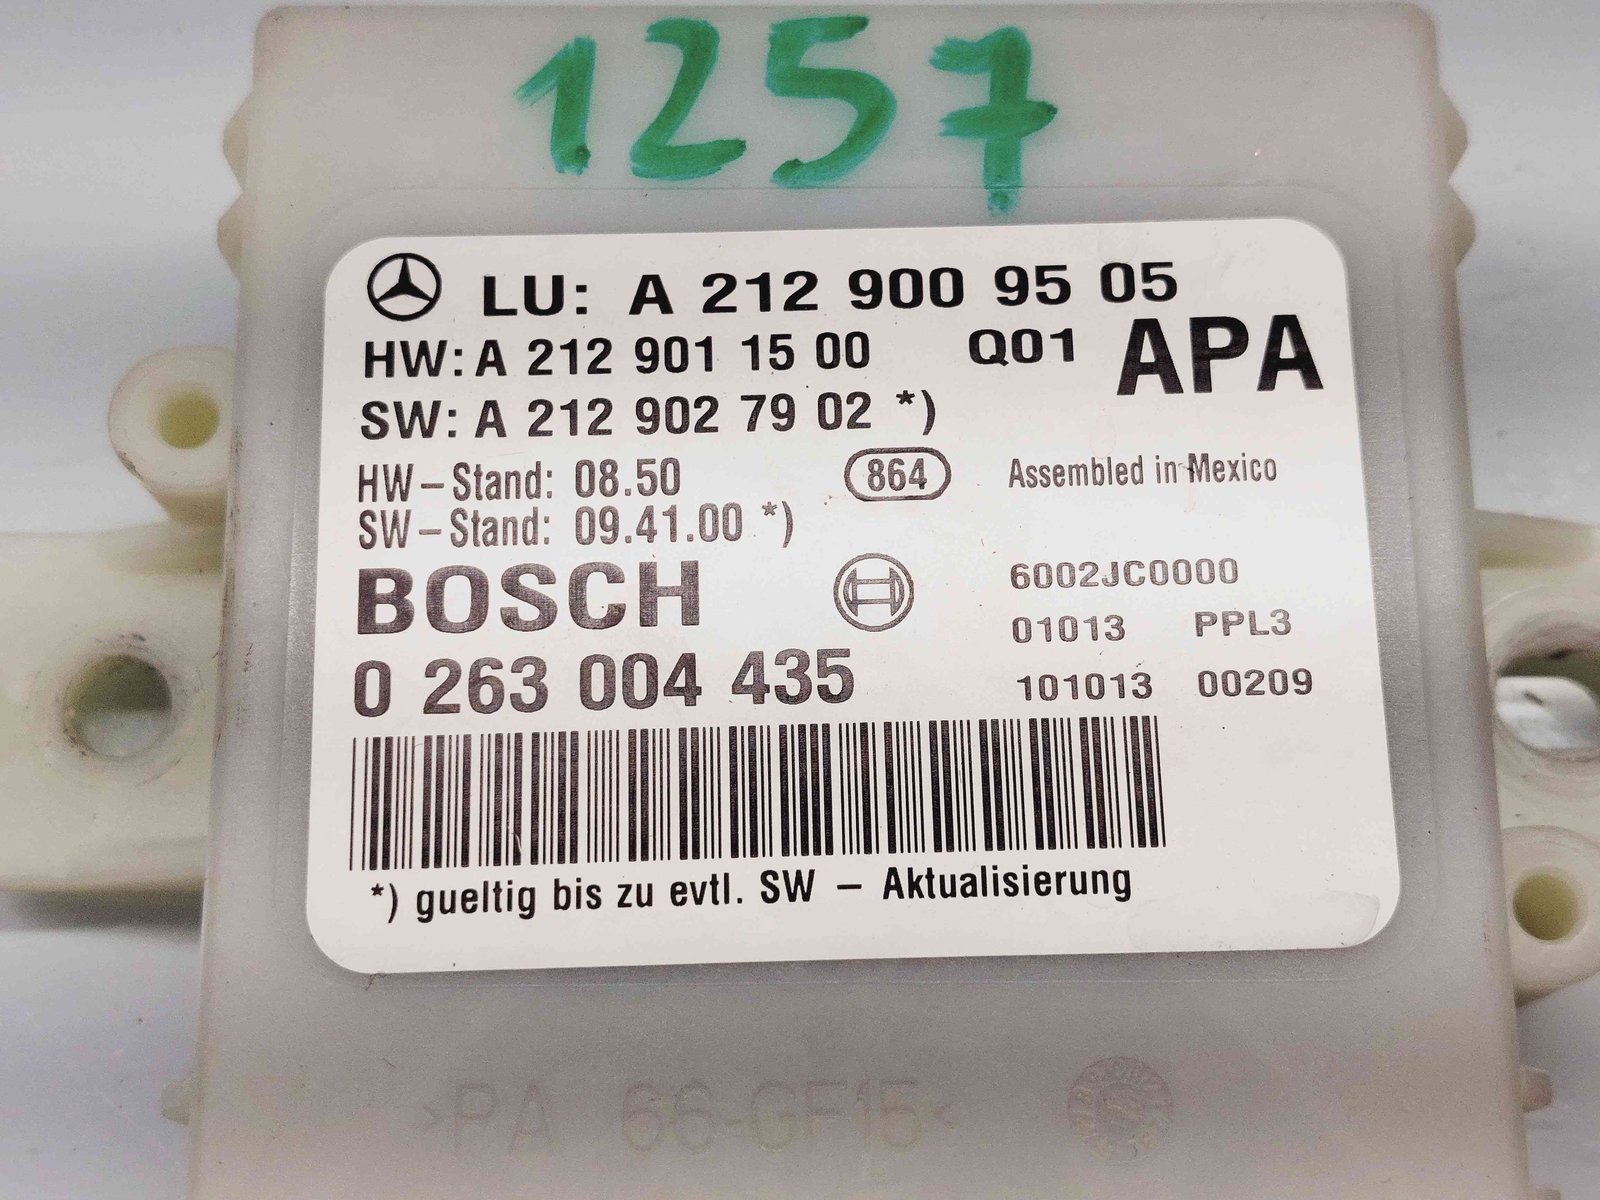 1257
LU: A 212 900 95 05
HW: A 212 901 15 00 Q01 APA
SW: A 212 902 79 02 *)
HW-Stand: 08.50 864 Assembled in Mexico
SW-Stand: 09.41.00 *)
BOSCH 6002JC0000
01013 PPL3
0 263 004 435 101013 00209
*) gueltig bis zu evtl. SW - Aktualisierung
>PA 66-GF15<